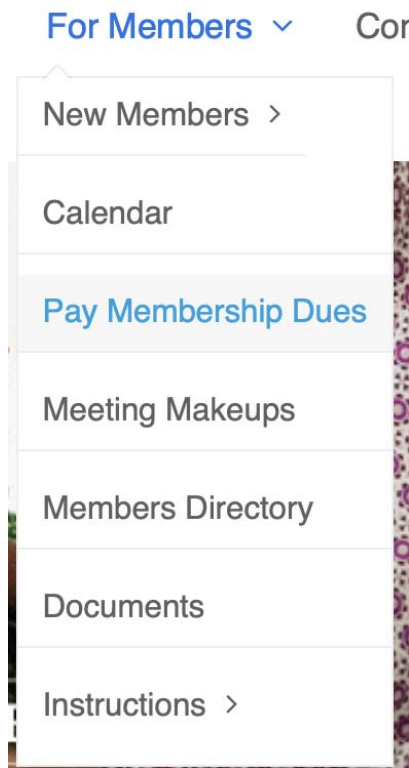 For Members
New Members
Calendar
Pay Membership Dues
Meeting Makeups
Members Directory
Documents
Instructions